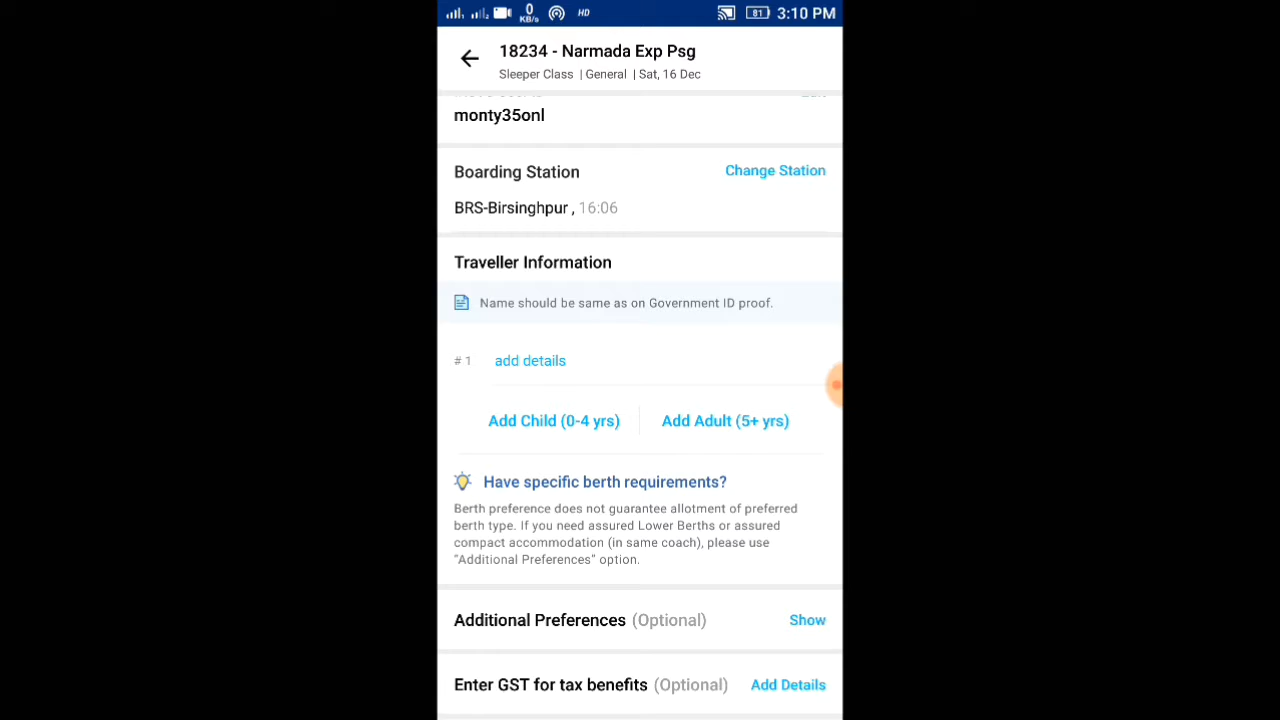 0
KB/s
HD
81
3:10 PM
18234 - Narmada Exp Psg
Sleeper Class | General | Sat, 16 Dec
monty35onl
Boarding Station
Change Station
BRS-Birsinghpur , 16:06
Traveller Information
Name should be same as on Government ID proof.
# 1 add details
Add Child (0-4 yrs)
Add Adult (5+ yrs)
Have specific berth requirements?
Berth preference does not guarantee allotment of preferred
berth type. If you need assured Lower Berths or assured
compact accommodation (in same coach), please use
"Additional Preferences" option.
Additional Preferences (Optional)
Show
Enter GST for tax benefits (Optional)
Add Details